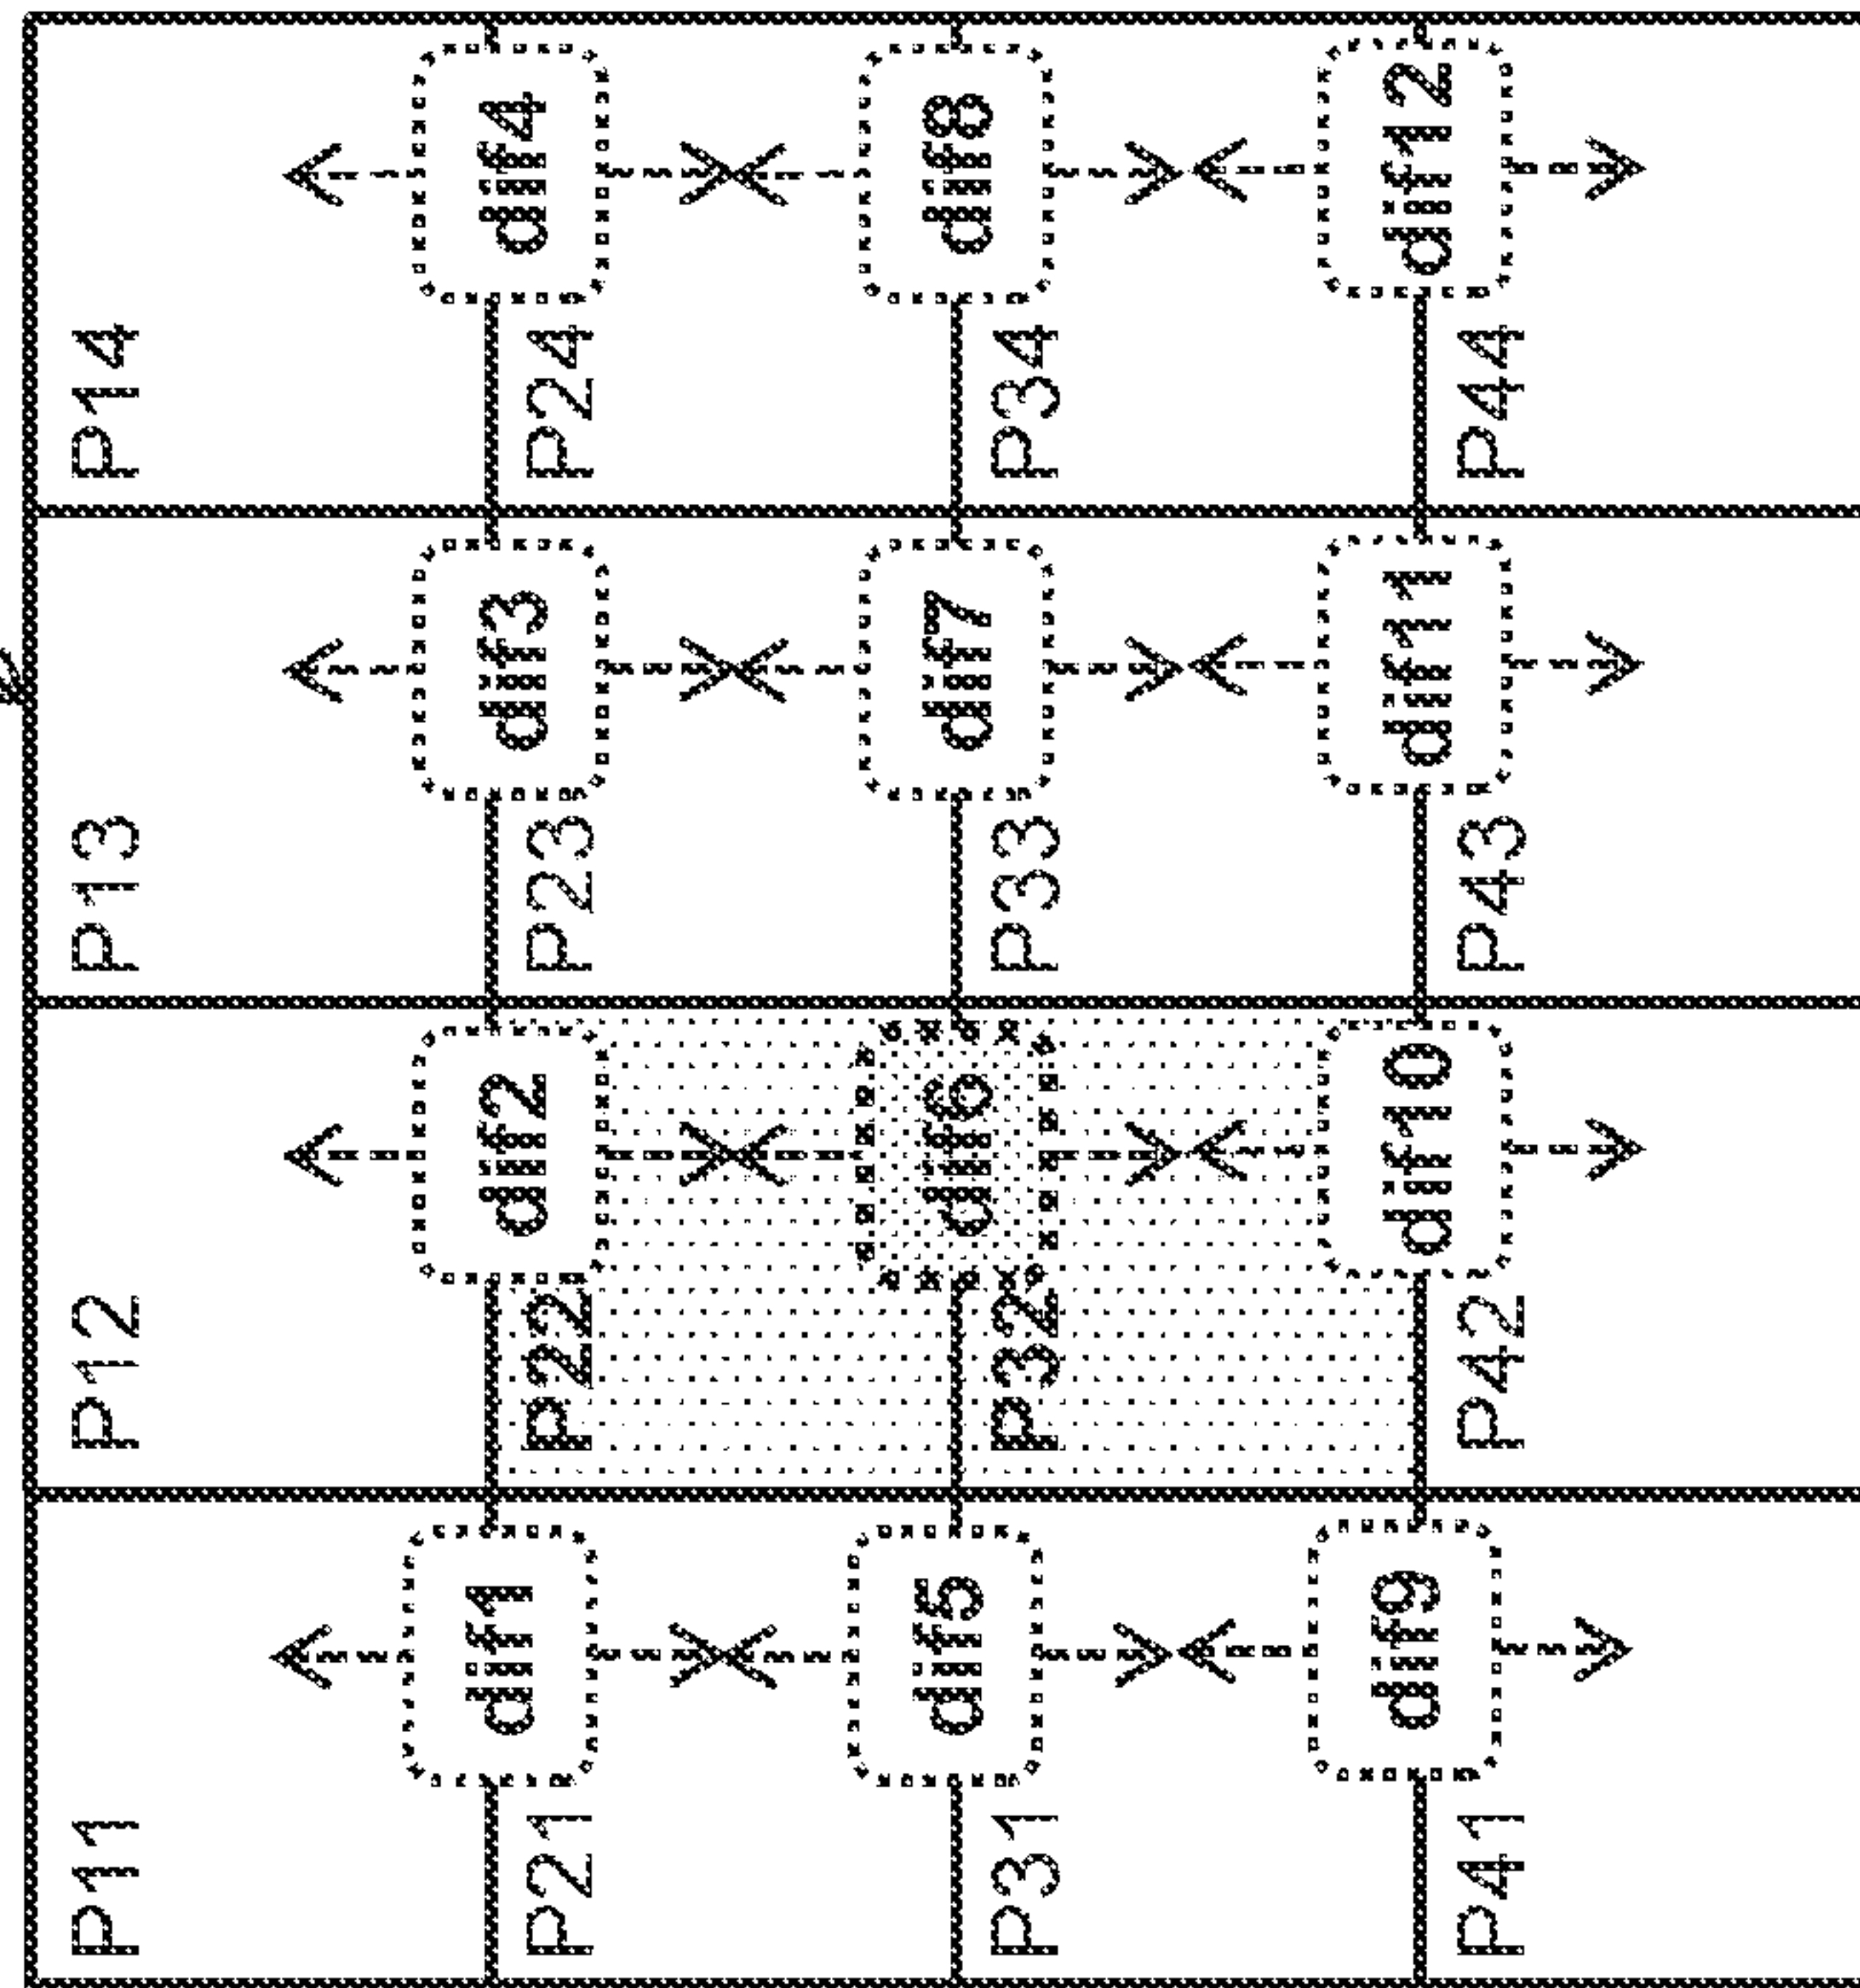 P11 P12 P13 P14
dif1 dif2 dif3 dif4
P21 P22 P23 P24
dif5 dif6 dif7 dif8
P31 P32 P33 P34
dif9 dif10 dif11 dif12
P41 P42 P43 P44